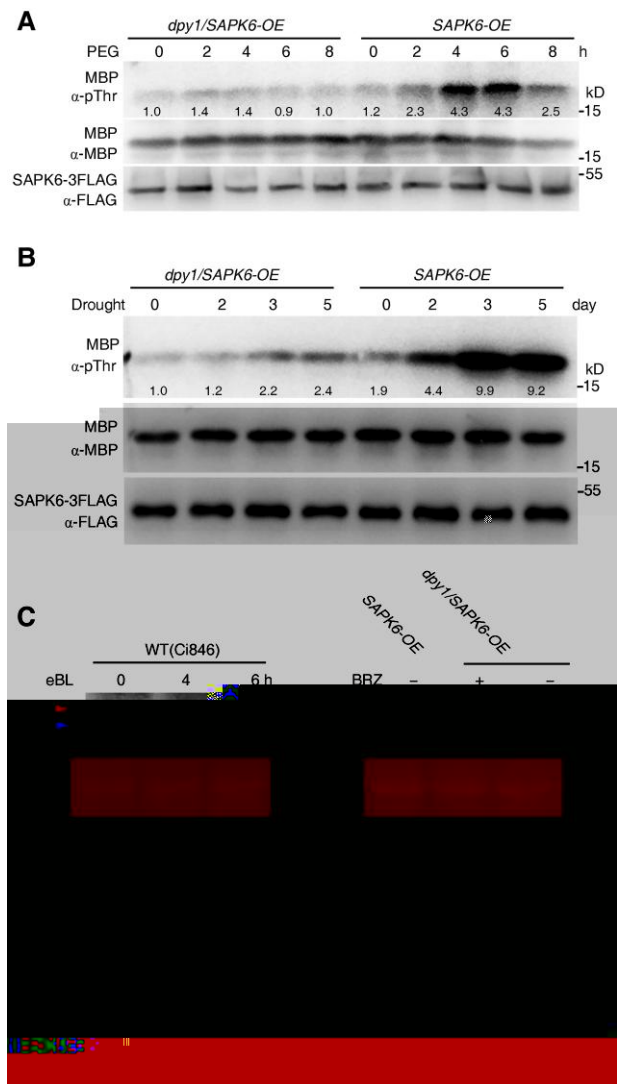 A
dpy1/SAPK6-OE SAPK6-OE
PEG 0 2 4 6 8 0 2 4 6 8 h
MBP
α-pThr
kD
1.0 1.4 1.4 0.9 1.0 1.2 2.3 4.3 4.3 2.5 -15
MBP
α-MBP
-15
SAPK6-3FLAG -55
α-FLAG
B
dpy1/SAPK6-OE SAPK6-OE
Drought 0 2 3 5 0 2 3 5 day
MBP
α-pThr
kD
1.0 1.2 2.2 2.4 1.9 4.4 9.9 9.2 -15
MBP
α-MBP
-15
SAPK6-3FLAG -55
α-FLAG
C
WT(Ci846) SAPK6-OE dpy1/SAPK6-OE
eBL 0 4 6 h BRZ − + −